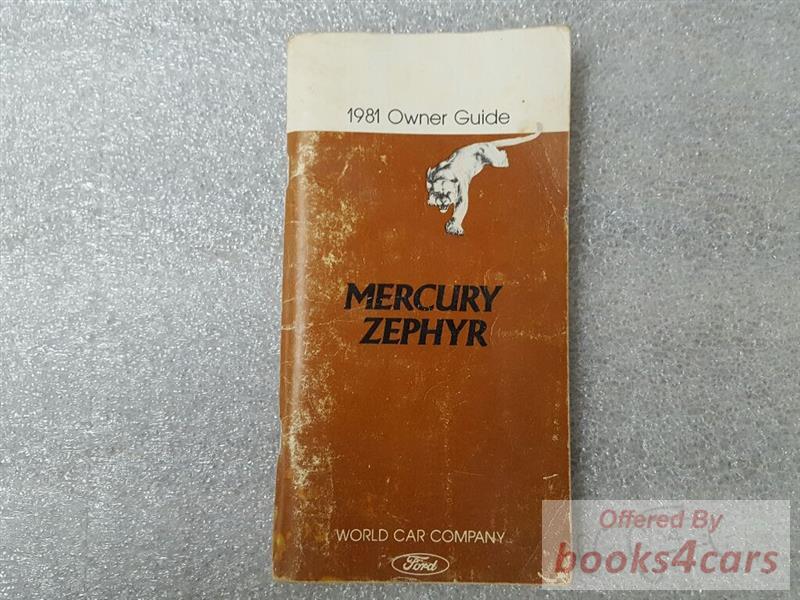 1981 Owner Guide
MERCURY
ZEPHYR
WORLD CAR COMPANY
Ford
Offered By
books4cars